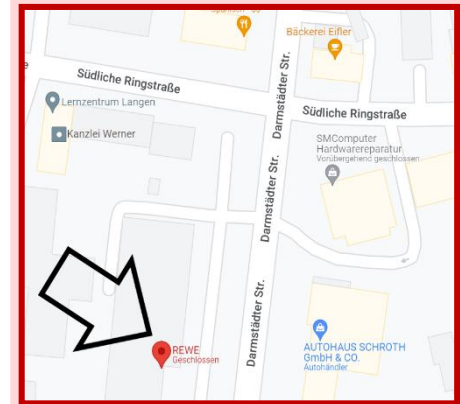 Bäckerei Eifler
Südliche Ringstraße
Darmstädter Str.
Lernzentrum Langen
Südliche Ringstraße
Kanzlei Werner
SMComputer
Hardwarereparatur
Vorübergehend geschlossen
Darmstädter Str.
Darmstädter Str.
REWE
Geschlossen
AUTOHAUS SCHROTH
GmbH & CO.
Autohändler